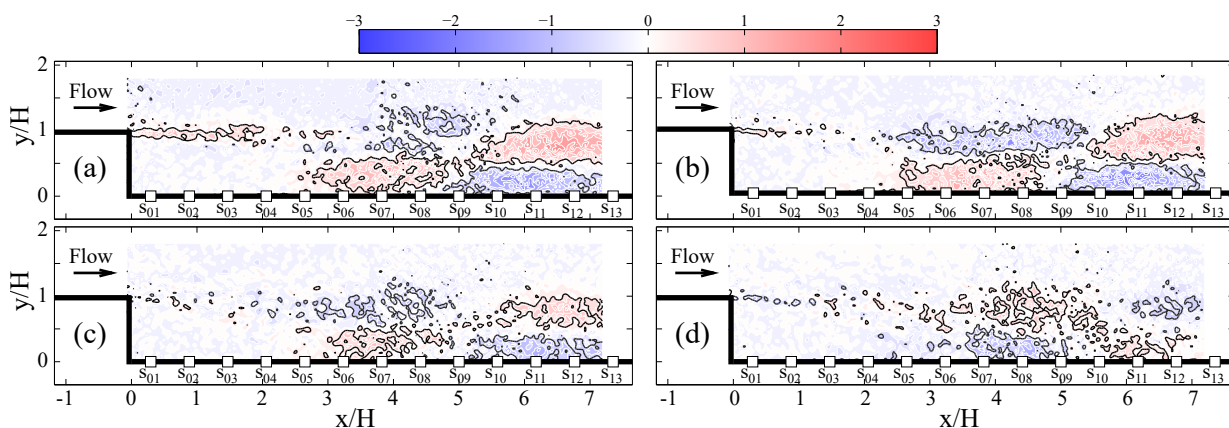 −3 −2 −1 0 1 2 3
2 1 0 y/H
Flow
(a)
s01 s02 s03 s04 s05 s06 s07 s08 s09 s10 s11 s12 s13
Flow
(b)
s01 s02 s03 s04 s05 s06 s07 s08 s09 s10 s11 s12 s13
2 1 0 y/H
Flow
(c)
s01 s02 s03 s04 s05 s06 s07 s08 s09 s10 s11 s12 s13
Flow
(d)
s01 s02 s03 s04 s05 s06 s07 s08 s09 s10 s11 s12 s13
-1 0 1 2 3 4 5 6 7
x/H
-1 0 1 2 3 4 5 6 7
x/H